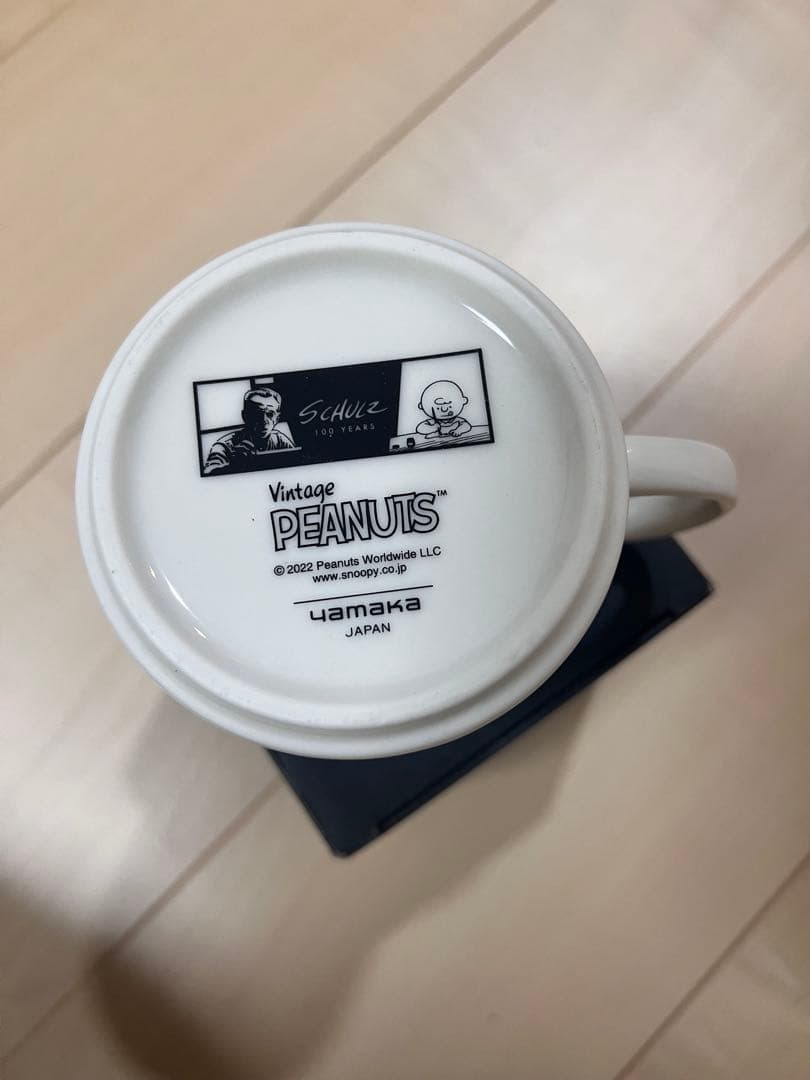 SCHULZ
100 YEARS
Vintage
PEANUTS™
© 2022 Peanuts Worldwide LLC
www.snoopy.co.jp
yamaka
JAPAN